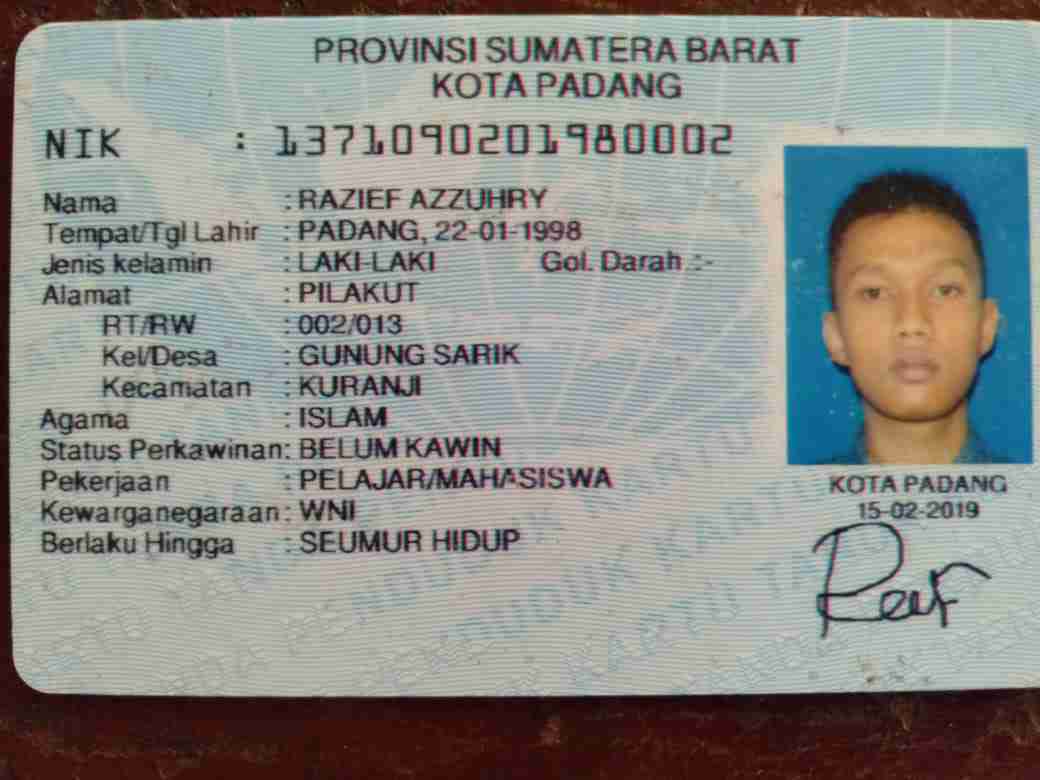 PROVINSI SUMATERA BARAT
KOTA PADANG
NIK : 1371090201980002
Nama : RAZIEF AZZUHRY
Tempat/Tgl Lahir : PADANG, 22-01-1998
Jenis kelamin : LAKI-LAKI Gol. Darah :-
Alamat : PILAKUT
RT/RW : 002/013
Kel/Desa : GUNUNG SARIK
Kecamatan : KURANJI
Agama : ISLAM
Status Perkawinan: BELUM KAWIN
Pekerjaan : PELAJAR/MAHASISWA
Kewarganegaraan: WNI
Berlaku Hingga : SEUMUR HIDUP
KOTA PADANG
15-02-2019